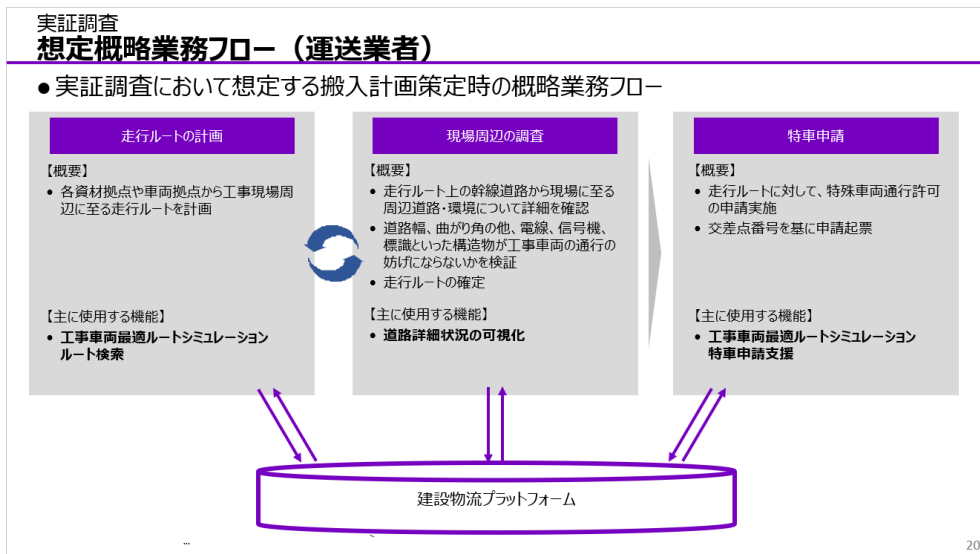 実証調査
想定概略業務フロー（運送業者）
● 実証調査において想定する搬入計画策定時の概略業務フロー
走行ルートの計画
【概要】
• 各資材拠点や車両拠点から工事現場周
辺に至る走行ルートを計画
【主に使用する機能】
• 工事車両最適ルートシミュレーション
ルート検索
現場周辺の調査
【概要】
• 走行ルート上の幹線道路から現場に至る
周辺道路・環境について詳細を確認
• 道路幅、曲がり角の他、電線、信号機、
標識といった構造物が工事車両の通行の
妨げにならないかを検証
• 走行ルートの確定
【主に使用する機能】
• 道路詳細状況の可視化
特車申請
【概要】
• 走行ルートに対して、特殊車両通行許可
の申請実施
• 交差点番号を基に申請起票
【主に使用する機能】
• 工事車両最適ルートシミュレーション
特車申請支援
建設物流プラットフォーム
...
20